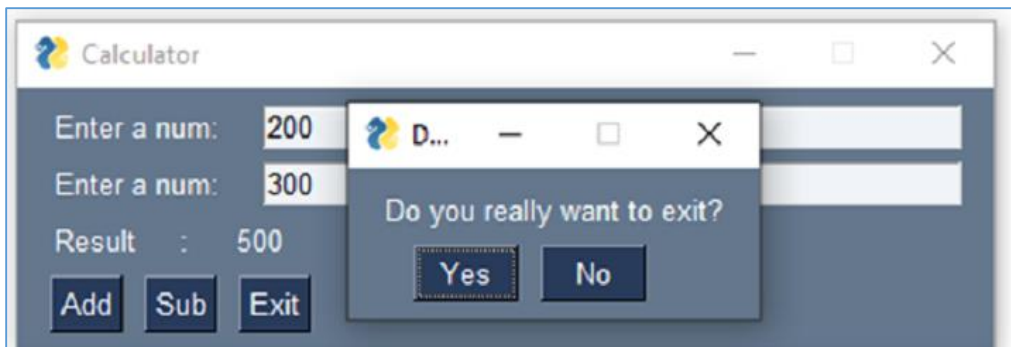 Calculator
Enter a num: 200
Enter a num: 300
Result : 500
Add Sub Exit
D...
Do you really want to exit?
Yes No